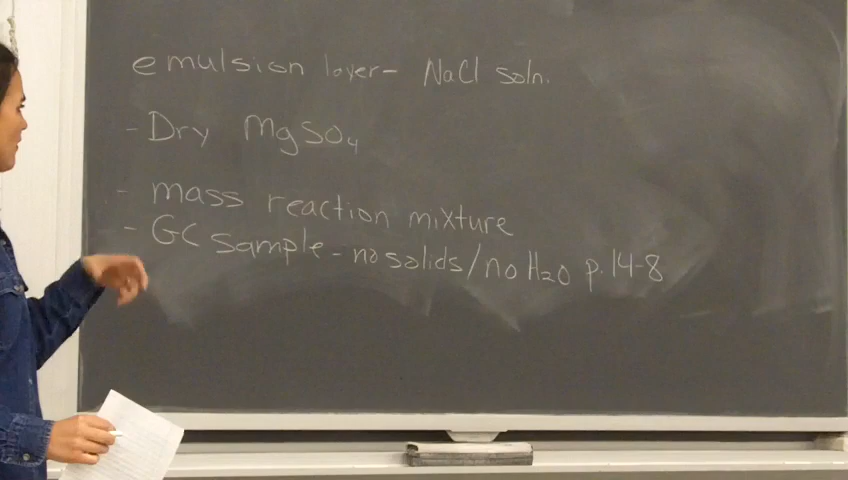 emulsion layer- NaCl soln.
- Dry MgSO₄
- mass reaction mixture
- GC sample - no solids/no H₂O p.14-8